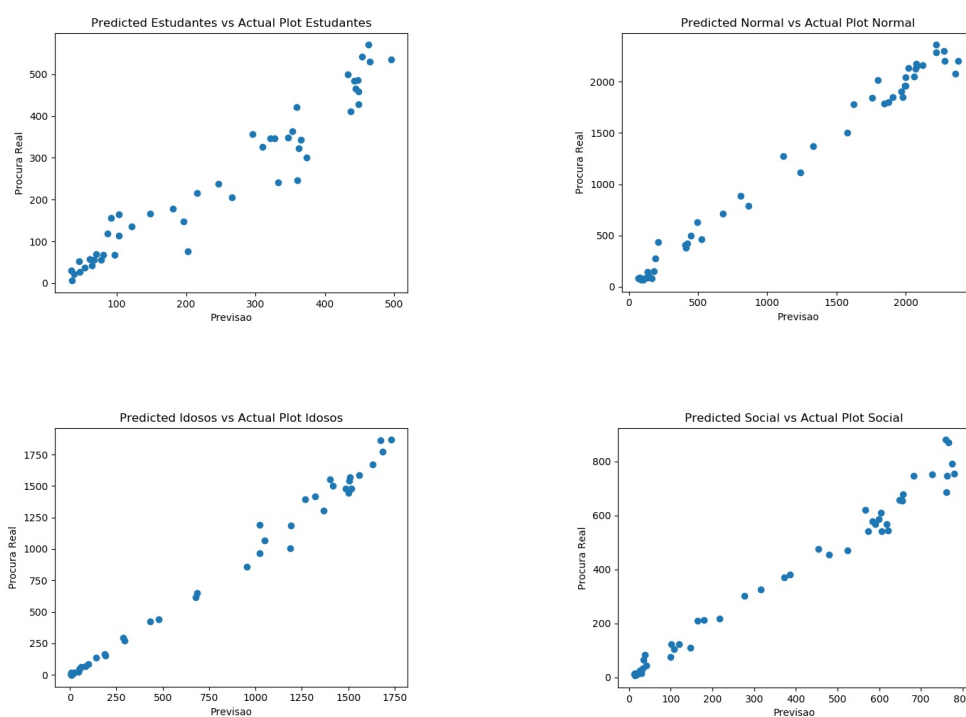 Predicted Estudantes vs Actual Plot Estudantes
500
400
300
200
100
0
Procura Real
100 200 300 400 500
Previsao
Predicted Normal vs Actual Plot Normal
2000
1500
1000
500
0
Procura Real
0 500 1000 1500 2000
Previsao
Predicted Idosos vs Actual Plot Idosos
1750
1500
1250
1000
750
500
250
0
Procura Real
0 250 500 750 1000 1250 1500 1750
Previsao
Predicted Social vs Actual Plot Social
800
600
400
200
0
Procura Real
0 100 200 300 400 500 600 700 80
Previsao